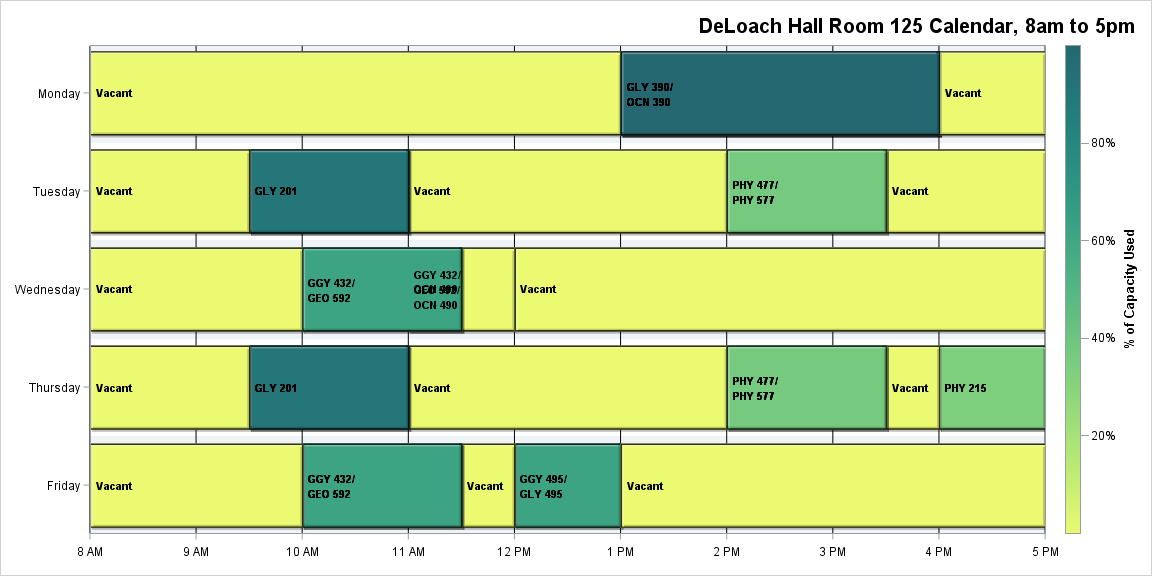 DeLoach Hall Room 125 Calendar, 8am to 5pm
Monday
Vacant
GLY 390/
OCN 390
Vacant
Tuesday
Vacant
GLY 201
Vacant
PHY 477/
PHY 577
Vacant
Wednesday
Vacant
GGY 432/
GEO 592
GGY 432/
OCN 490
Vacant
Thursday
Vacant
GLY 201
Vacant
PHY 477/
PHY 577
Vacant
PHY 215
Friday
Vacant
GGY 432/
GEO 592
Vacant
GGY 495/
GLY 495
Vacant
8 AM
9 AM
10 AM
11 AM
12 PM
1 PM
2 PM
3 PM
4 PM
5 PM
80%
60%
40%
20%
% of Capacity Used